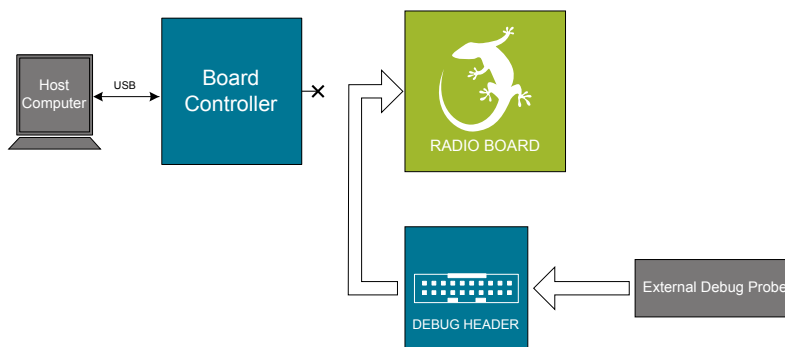 Host
Computer
USB
Board
Controller
RADIO BOARD
DEBUG HEADER
External Debug Probe